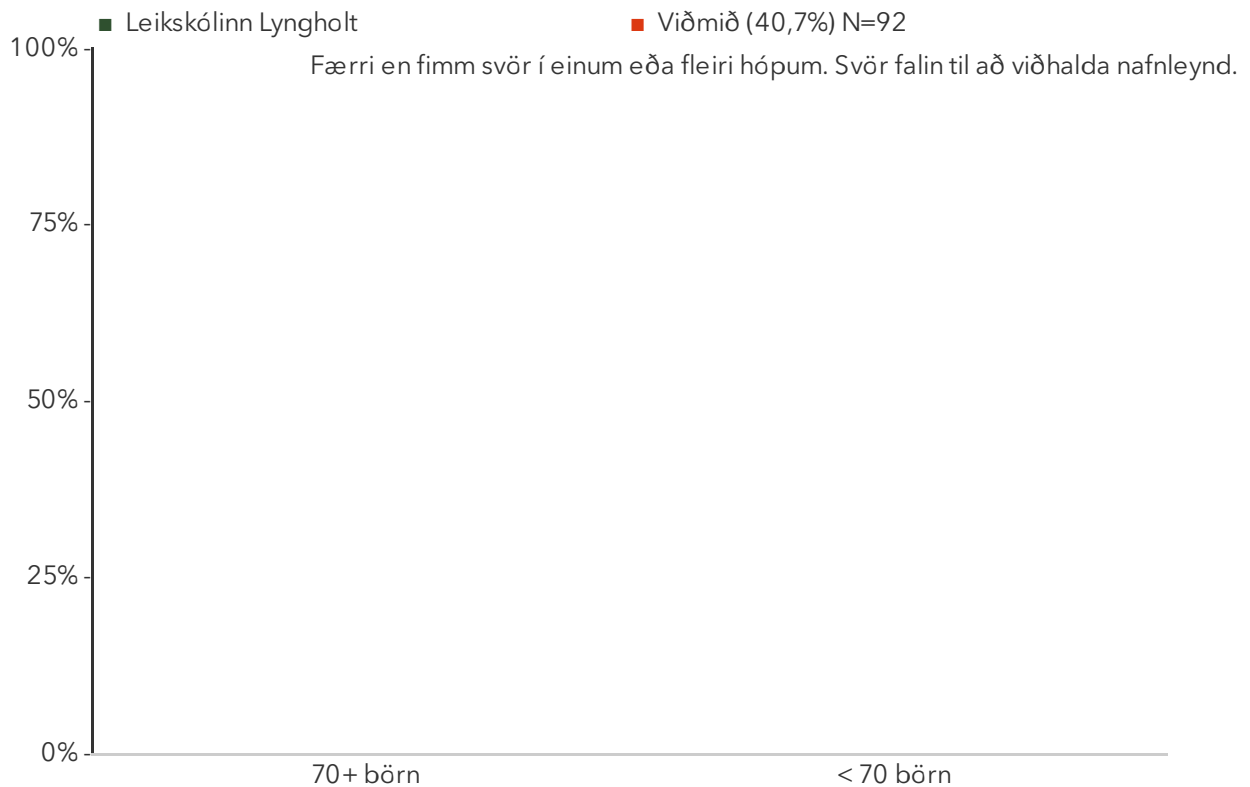 Leikskólinn Lyngholt
Viðmið (40,7%) N=92
Færri en fimm svör í einum eða fleiri hópum. Svör falin til að viðhalda nafnleynd.
100%
75%
50%
25%
0%
70+ börn
< 70 börn